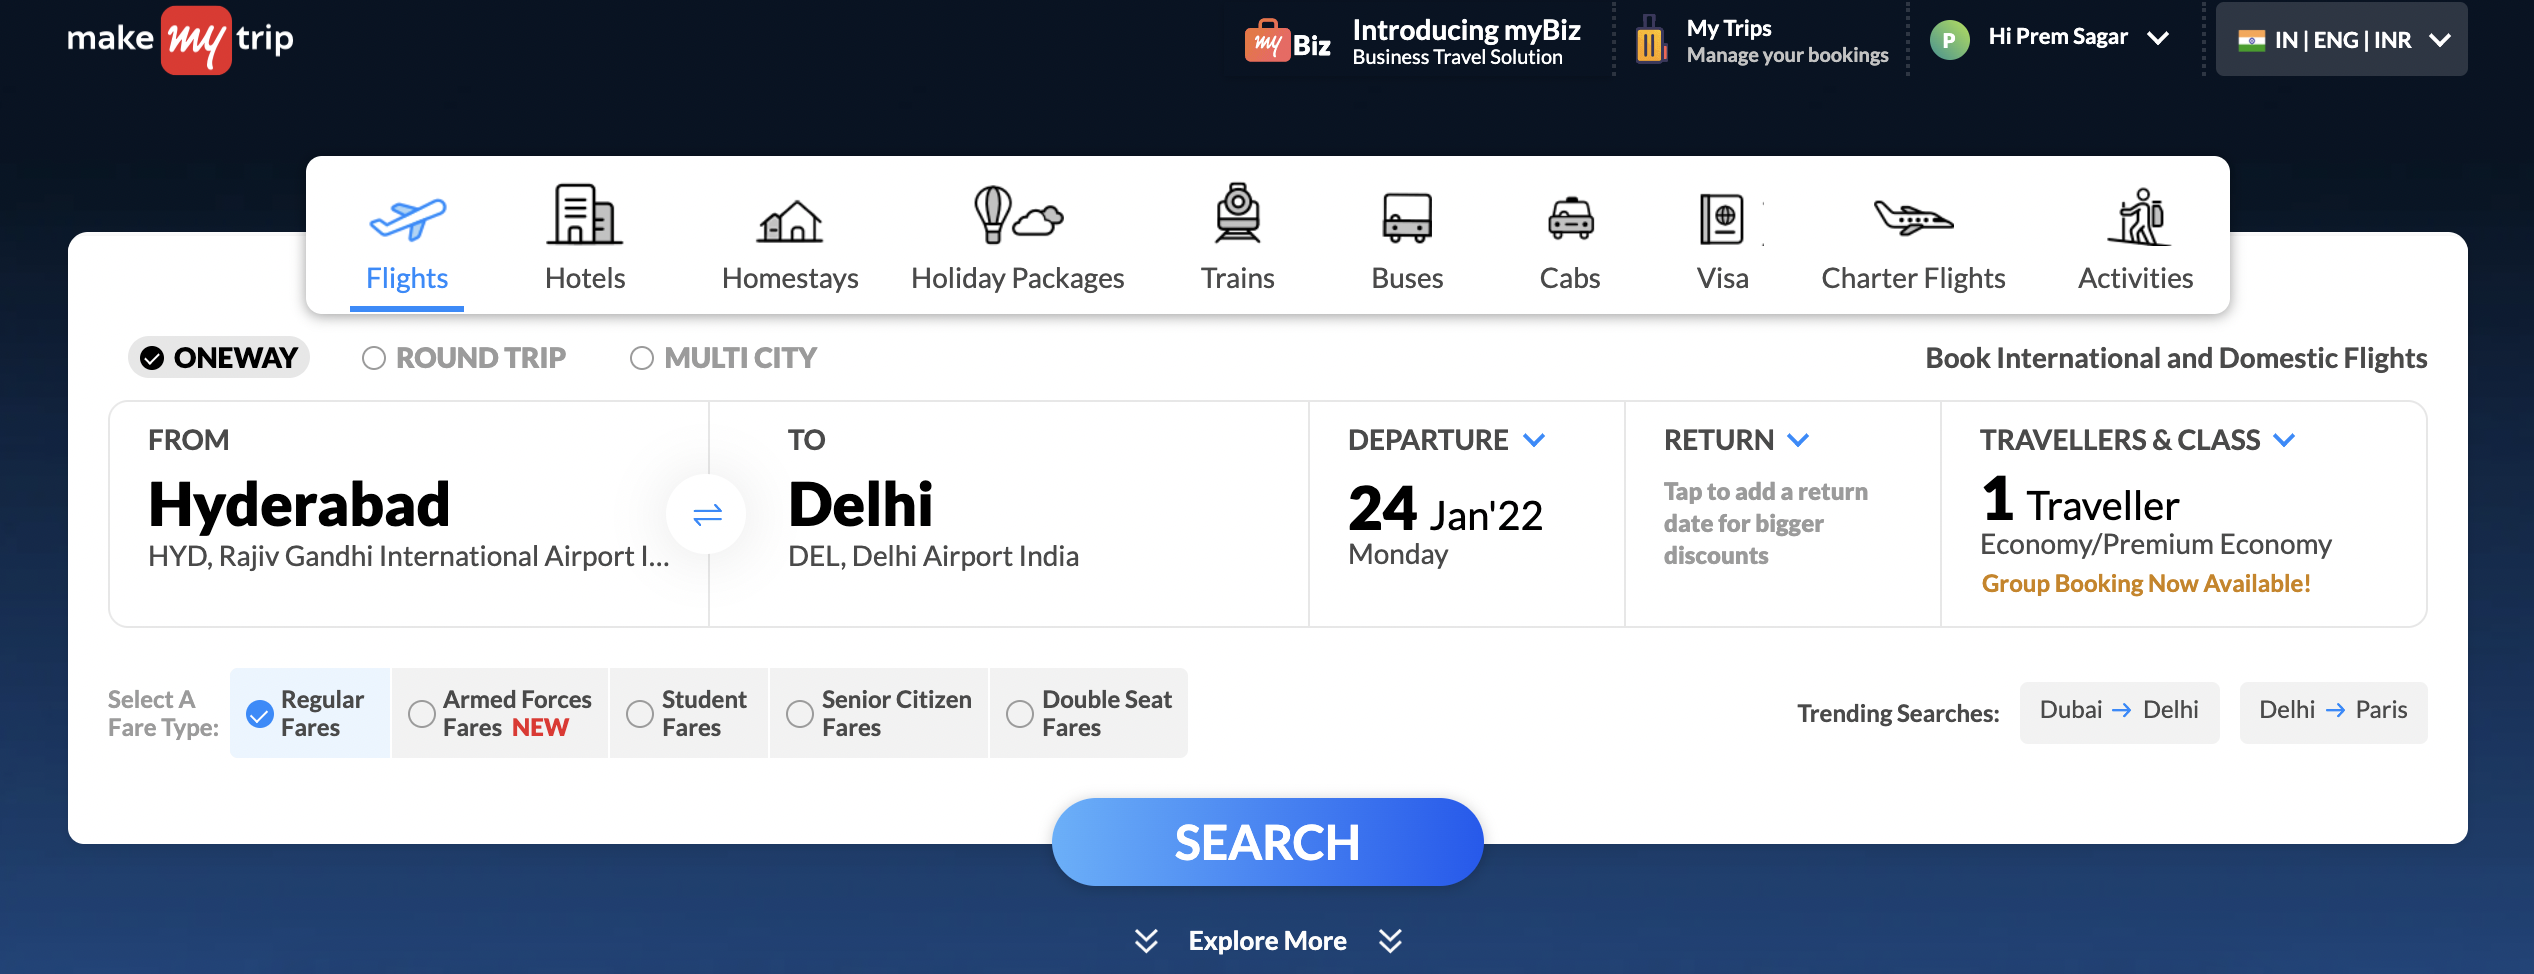 make my trip
my Biz
Introducing myBiz
Business Travel Solution
My Trips
Manage your bookings
P
Hi Prem Sagar
IN | ENG | INR
Flights
Hotels
Homestays
Holiday Packages
Trains
Buses
Cabs
Visa
Charter Flights
Activities
ONEWAY
ROUND TRIP
MULTI CITY
Book International and Domestic Flights
FROM
Hyderabad
HYD, Rajiv Gandhi International Airport I...
TO
Delhi
DEL, Delhi Airport India
DEPARTURE
24 Jan'22
Monday
RETURN
Tap to add a return
date for bigger
discounts
TRAVELLERS & CLASS
1 Traveller
Economy/Premium Economy
Group Booking Now Available!
Select A
Fare Type:
Regular
Fares
Armed Forces
Fares NEW
Student
Fares
Senior Citizen
Fares
Double Seat
Fares
Trending Searches:
Dubai → Delhi
Delhi → Paris
SEARCH
Explore More